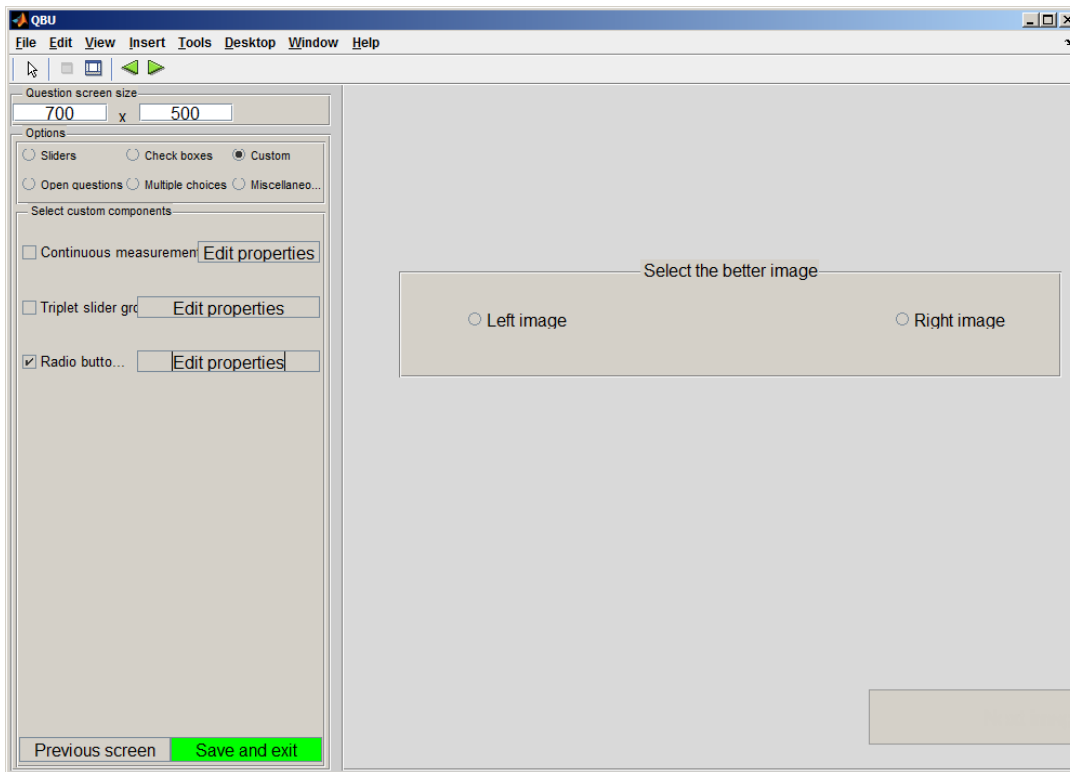 QBU
File Edit View Insert Tools Desktop Window Help
Question screen size
700 x 500
Options
Sliders Check boxes Custom
Open questions Multiple choices Miscellaneo...
Select custom components
Continuous measurement Edit properties
Triplet slider gro Edit properties
Radio butto... Edit properties
Select the better image
Left image Right image
Previous screen Save and exit